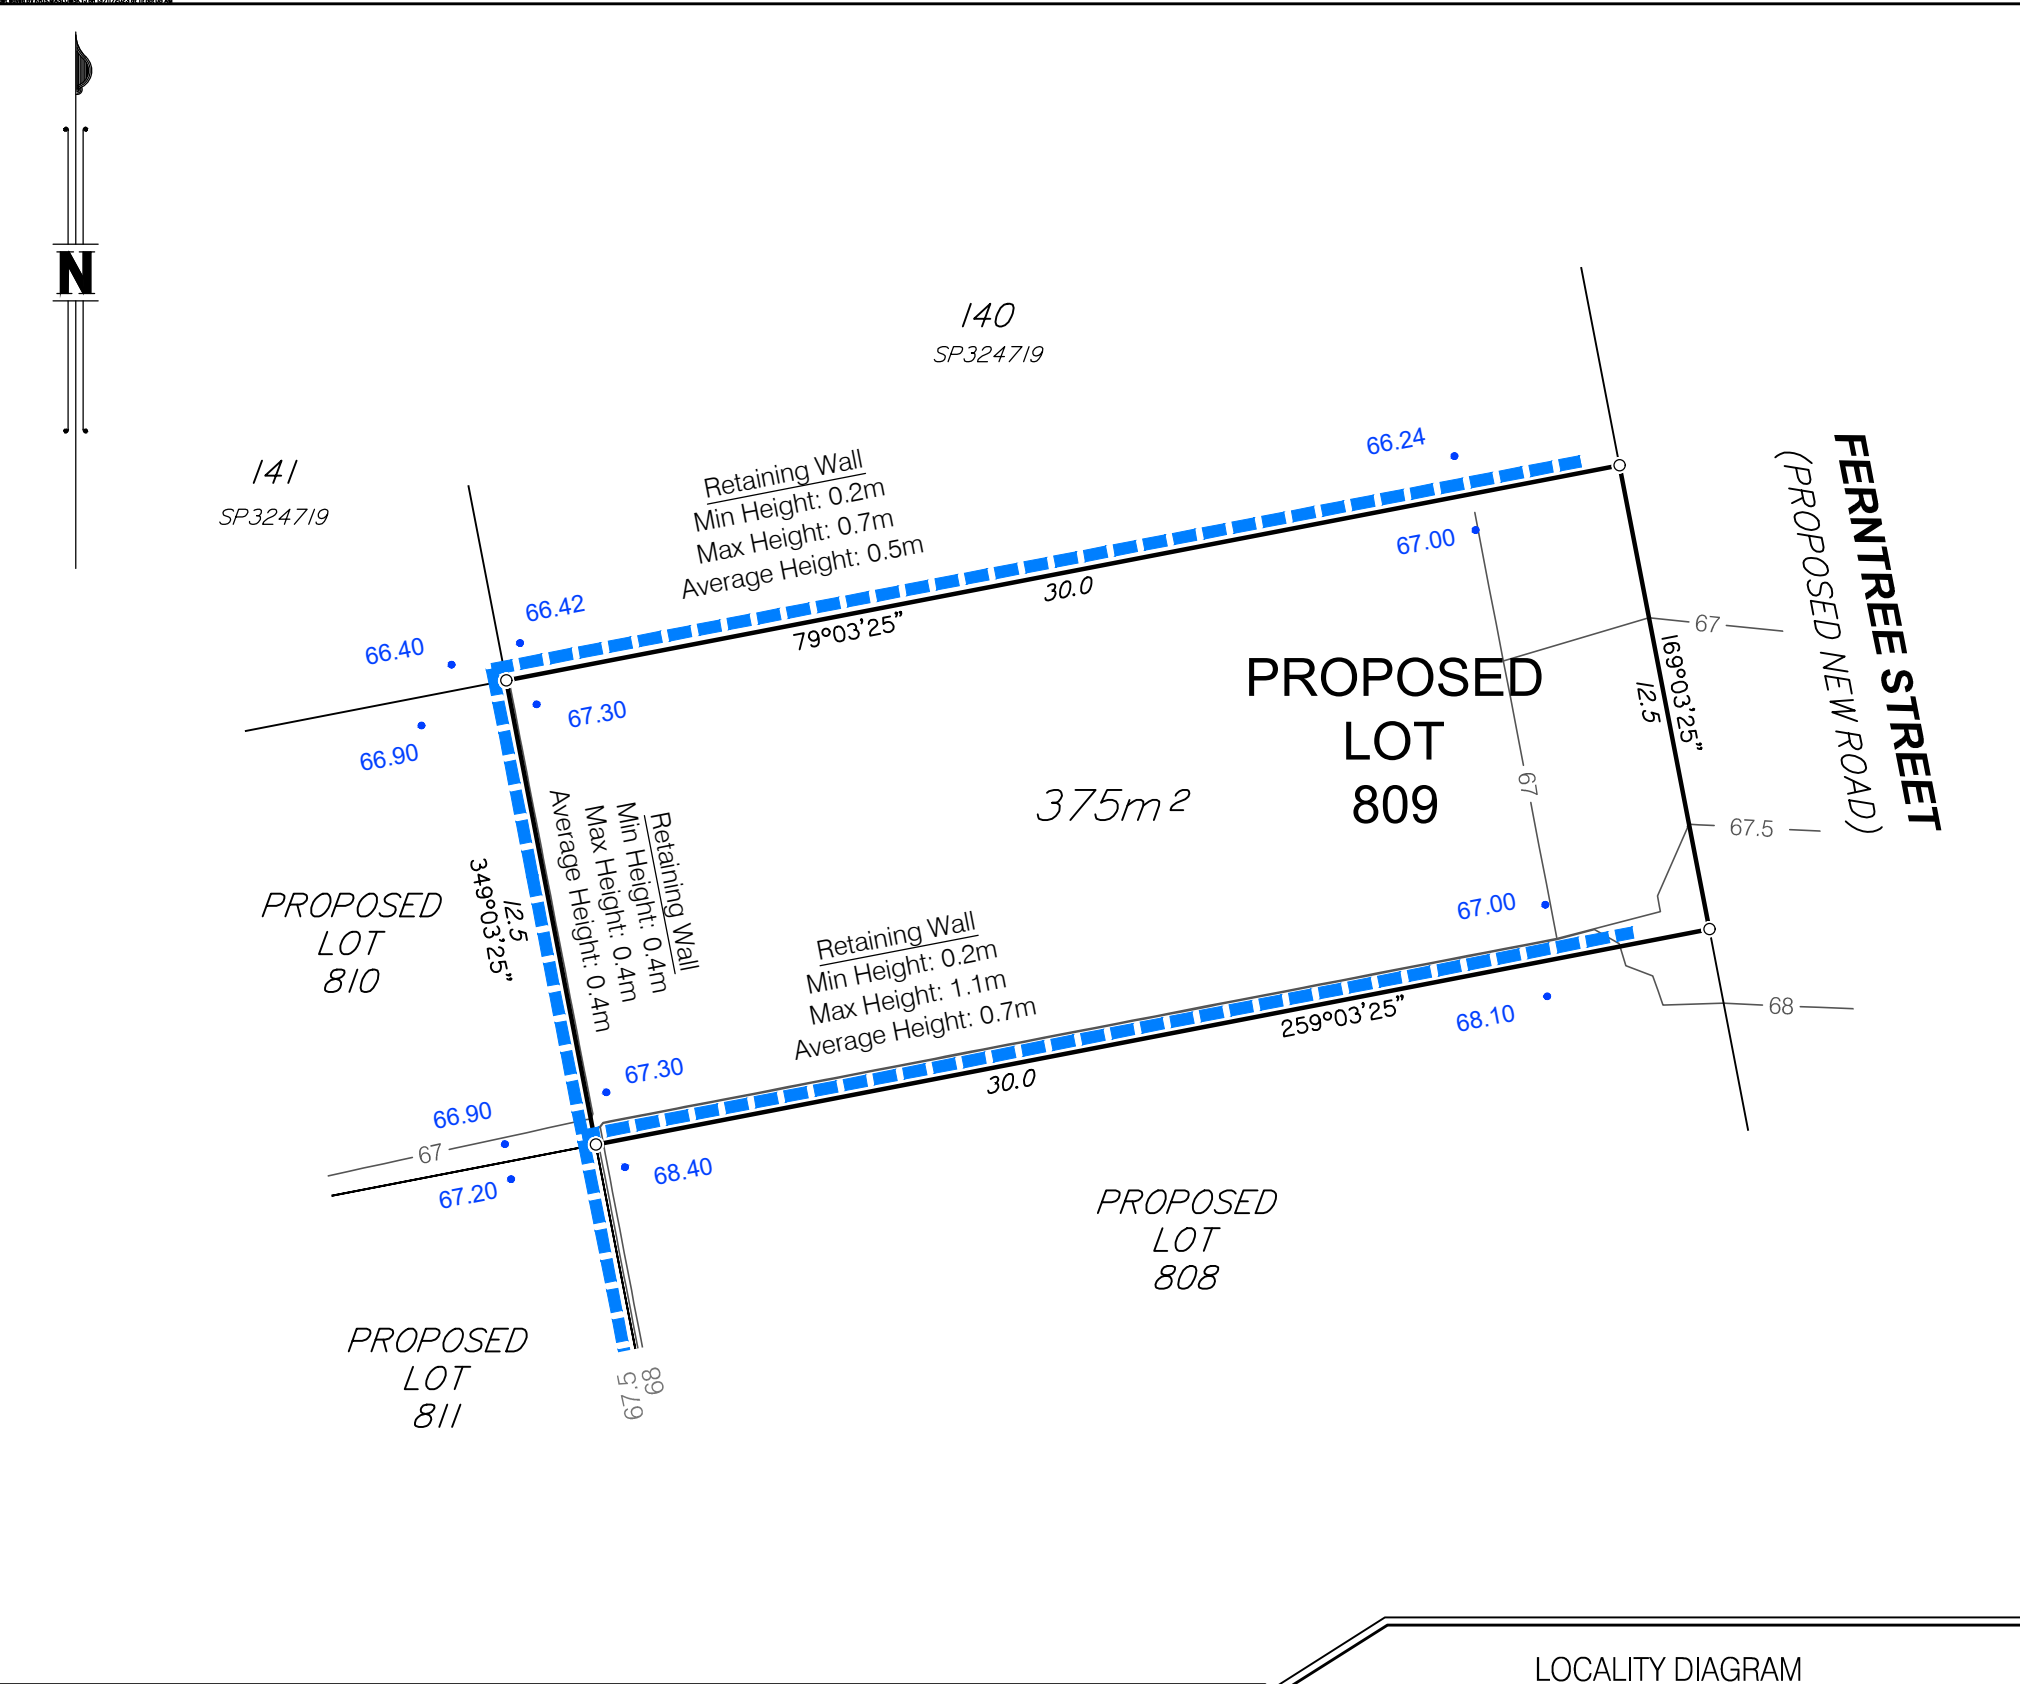 N
140
SP324719
141
SP324719
FERNTREE STREET
(PROPOSED NEW ROAD)
66.24
Retaining Wall
Min Height: 0.2m
Max Height: 0.7m
Average Height: 0.5m
67.00
30.0
79°03'25"
66.42
66.40
67.30
66.90
67
169°03'25"
12.5
PROPOSED
LOT
809
375m²
67
67.5
Retaining Wall
Min Height: 0.4m
Max Height: 0.4m
Average Height: 0.4m
12.5
349°03'25"
PROPOSED
LOT
810
67.00
Retaining Wall
Min Height: 0.2m
Max Height: 1.1m
Average Height: 0.7m
259°03'25"
68.10
68
30.0
67.30
66.90
67
67.20
68.40
PROPOSED
LOT
808
PROPOSED
LOT
811
67.5
68
LOCALITY DIAGRAM